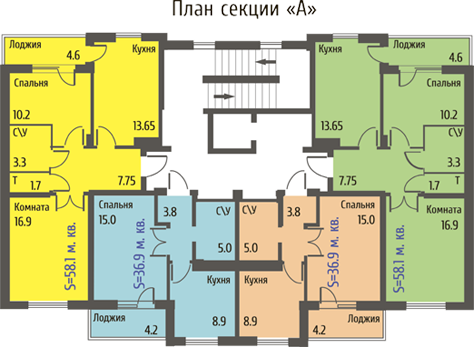 План секции «А»
Лоджия
4.6
Кухня
Кухня
Лоджия
4.6
Спальня
10.2
13.65
13.65
Спальня
10.2
С\У
3.3
С\У
3.3
Т
1.7
7.75
7.75
1.7
Т
Комната
16.9
S=58.1 м. кв.
Спальня
15.0
S=36.9 м. кв.
3.8
С\У
5.0
С\У
5.0
3.8
Спальня
15.0
S=36.9 м. кв.
Комната
16.9
S=58.1 м. кв.
Кухня
8.9
Кухня
8.9
Лоджия
4.2
Лоджия
4.2